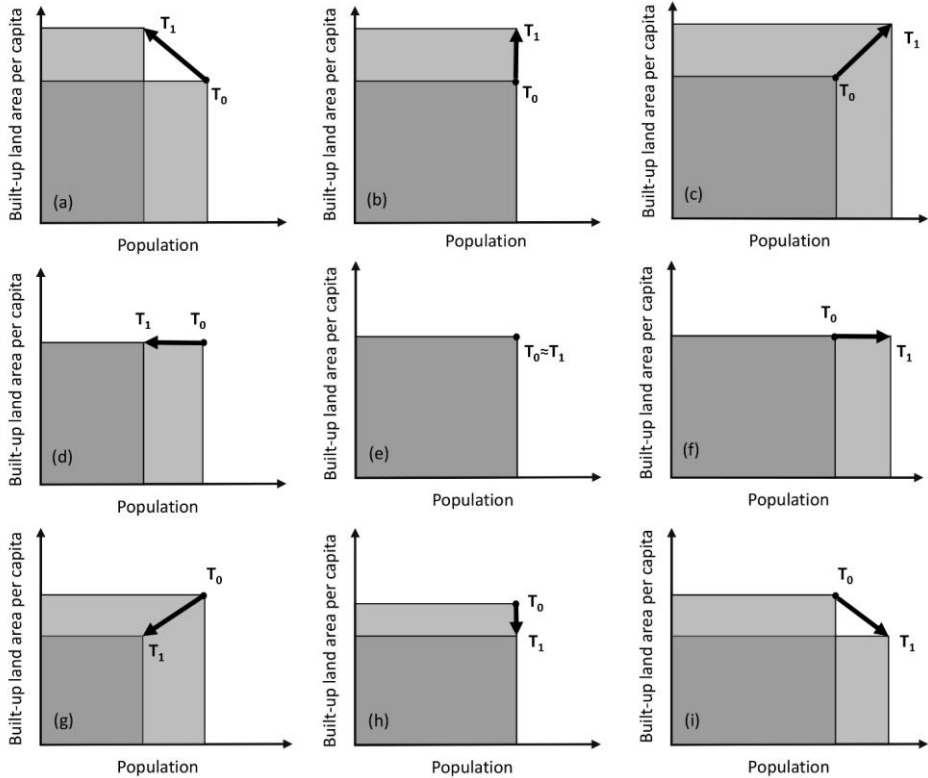 Built-up land area per capita
T₁
T₀
(a)
Population
Built-up land area per capita
T₁
T₀
(b)
Population
Built-up land area per capita
T₁
T₀
(c)
Population
Built-up land area per capita
T₁ T₀
(d)
Population
Built-up land area per capita
T₀≈T₁
(e)
Population
Built-up land area per capita
T₀
T₁
(f)
Population
Built-up land area per capita
T₀
T₁
(g)
Population
Built-up land area per capita
T₀
T₁
(h)
Population
Built-up land area per capita
T₀
T₁
(i)
Population